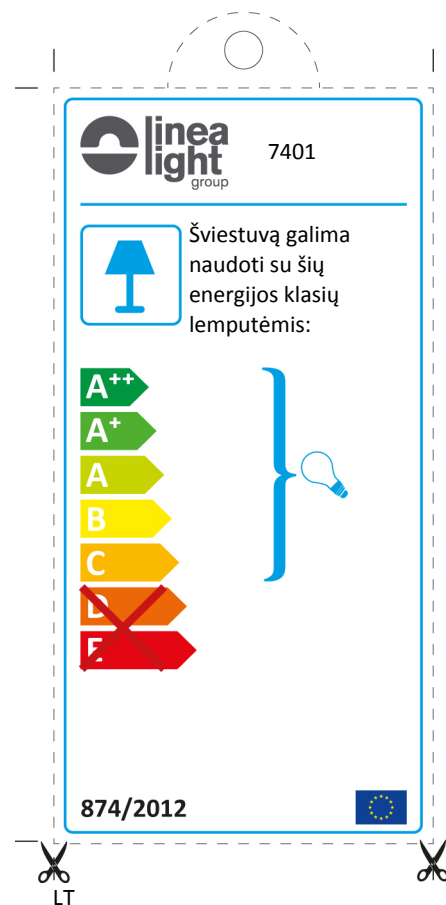 linea
light
group
7401
Šviestuvą galima
naudoti su šių
energijos klasių
lemputėmis:
A++
A+
A
B
C
D
E
874/2012
LT